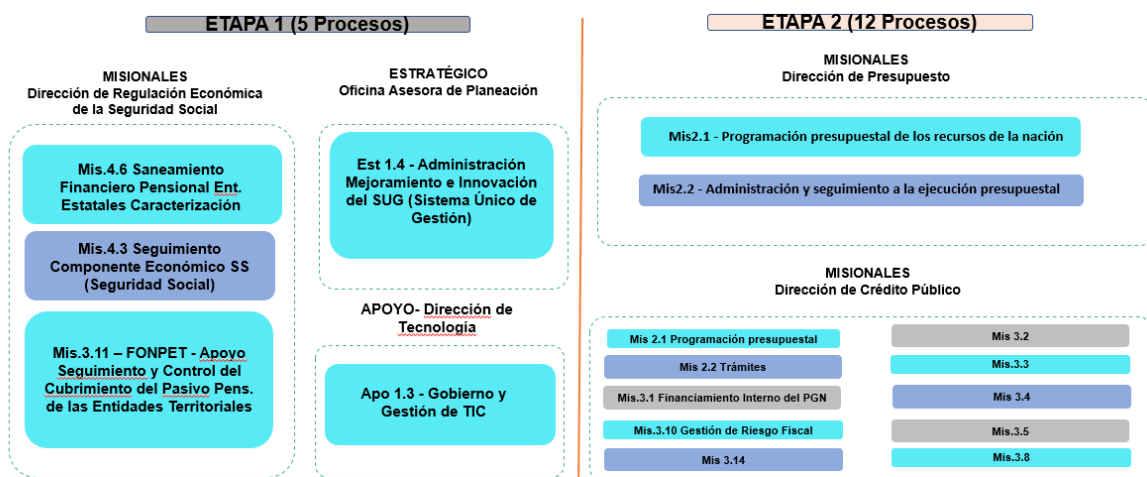 ETAPA 1 (5 Procesos)
MISIONALES
Dirección de Regulación Económica
de la Seguridad Social
Mis.4.6 Saneamiento
Financiero Pensional Ent.
Estatales Caracterización
Mis.4.3 Seguimiento
Componente Económico SS
(Seguridad Social)
Mis.3.11 – FONPET - Apoyo
Seguimiento y Control del
Cubrimiento del Pasivo Pens.
de las Entidades Territoriales
ESTRATÉGICO
Oficina Asesora de Planeación
Est 1.4 - Administración
Mejoramiento e Innovación
del SUG (Sistema Único de
Gestión)
APOYO- Dirección de
Tecnología
Apo 1.3 - Gobierno y
Gestión de TIC
ETAPA 2 (12 Procesos)
MISIONALES
Dirección de Presupuesto
Mis2.1 - Programación presupuestal de los recursos de la nación
Mis2.2 - Administración y seguimiento a la ejecución presupuestal
MISIONALES
Dirección de Crédito Público
Mis 2.1 Programación presupuestal
Mis 2.2 Trámites
Mis.3.1 Financiamiento Interno del PGN
Mis.3.10 Gestión de Riesgo Fiscal
Mis 3.14
Mis 3.2
Mis.3.3
Mis 3.4
Mis.3.5
Mis.3.8